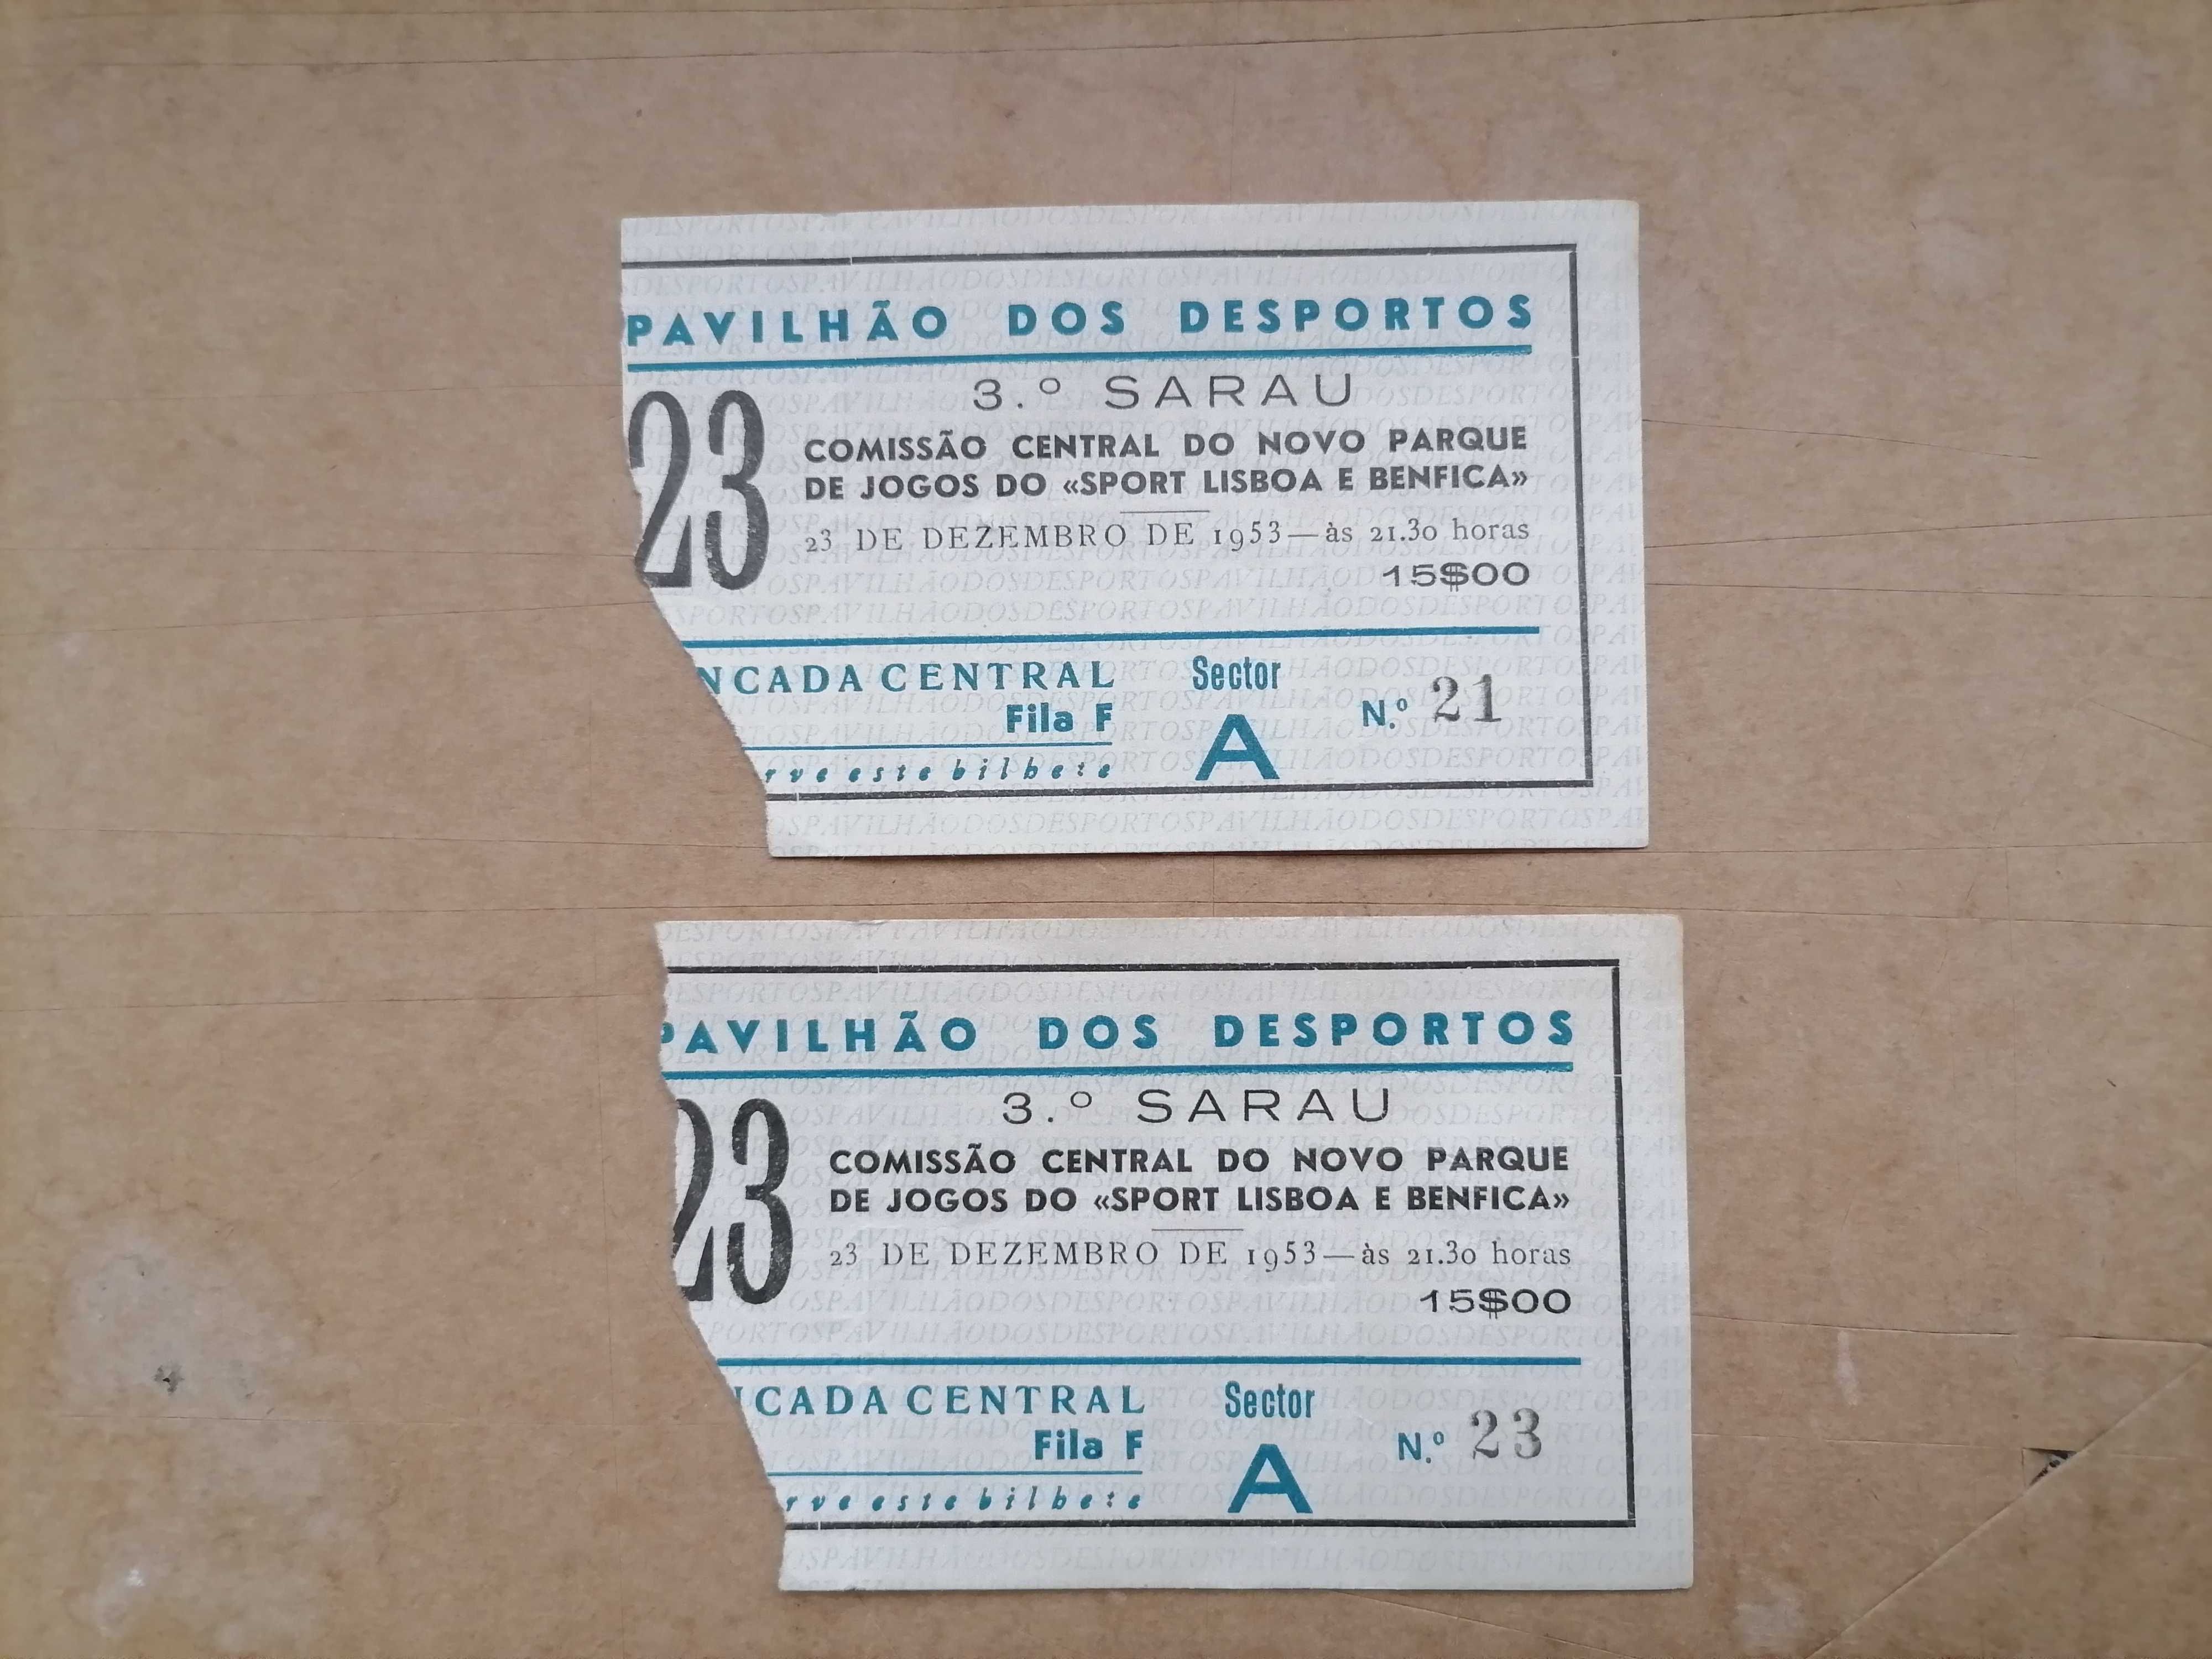 PAVILHÃO DOS DESPORTOS
3.º SARAU
23
COMISSÃO CENTRAL DO NOVO PARQUE
DE JOGOS DO «SPORT LISBOA E BENFICA»
23 DE DEZEMBRO DE 1953—às 21.30 horas
15$00
NCADA CENTRAL
Fila F
rve este bilhete
Sector
A
N.º 21
PAVILHÃO DOS DESPORTOS
3.º SARAU
23
COMISSÃO CENTRAL DO NOVO PARQUE
DE JOGOS DO «SPORT LISBOA E BENFICA»
23 DE DEZEMBRO DE 1953—às 21.30 horas
15$00
CADA CENTRAL
Fila F
rve este bilhete
Sector
A
N.º 23